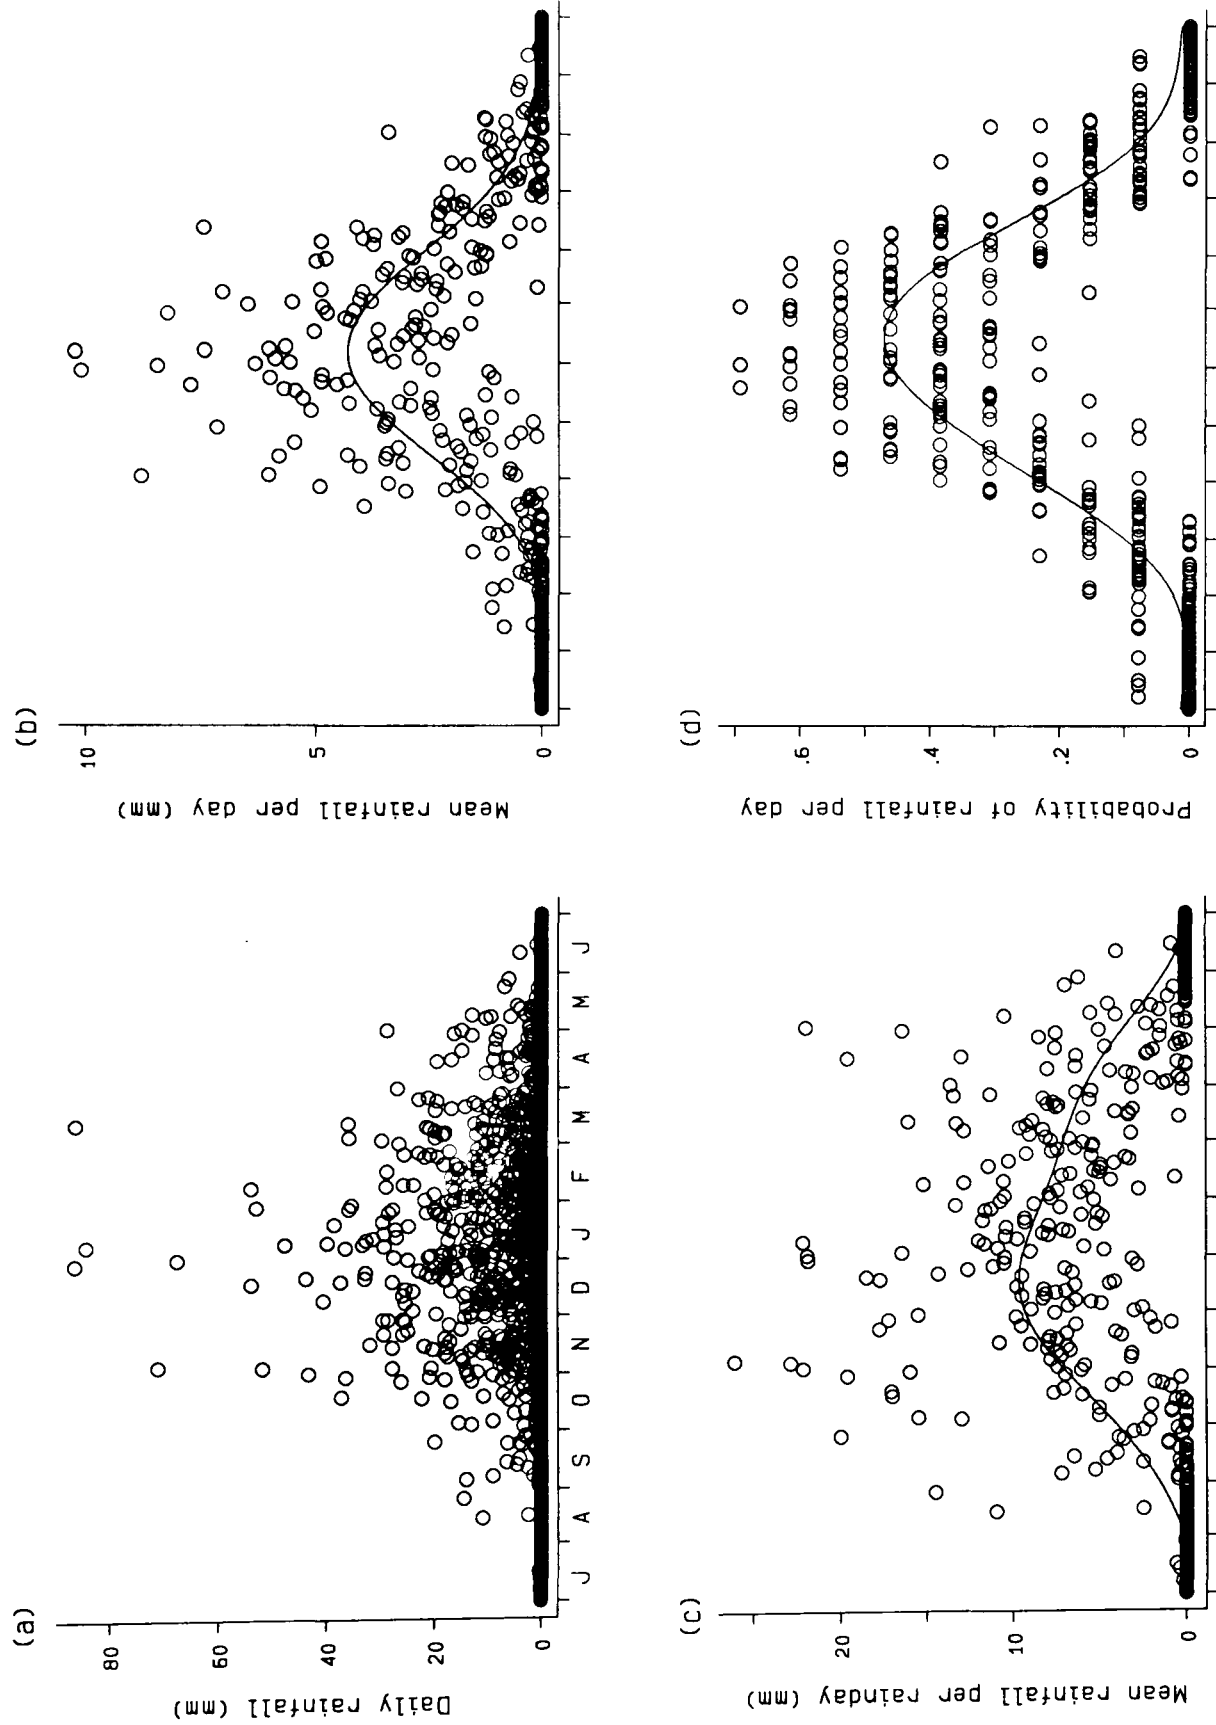 (a)
Daily rainfall (mm)
80
60
40
20
0
J A S O N D J F M A M J
(b)
Mean rainfall per day (mm)
10
5
0
(c)
Mean rainfall per rainday (mm)
20
10
0
(d)
Probability of rainfall per day
.6
.4
.2
0